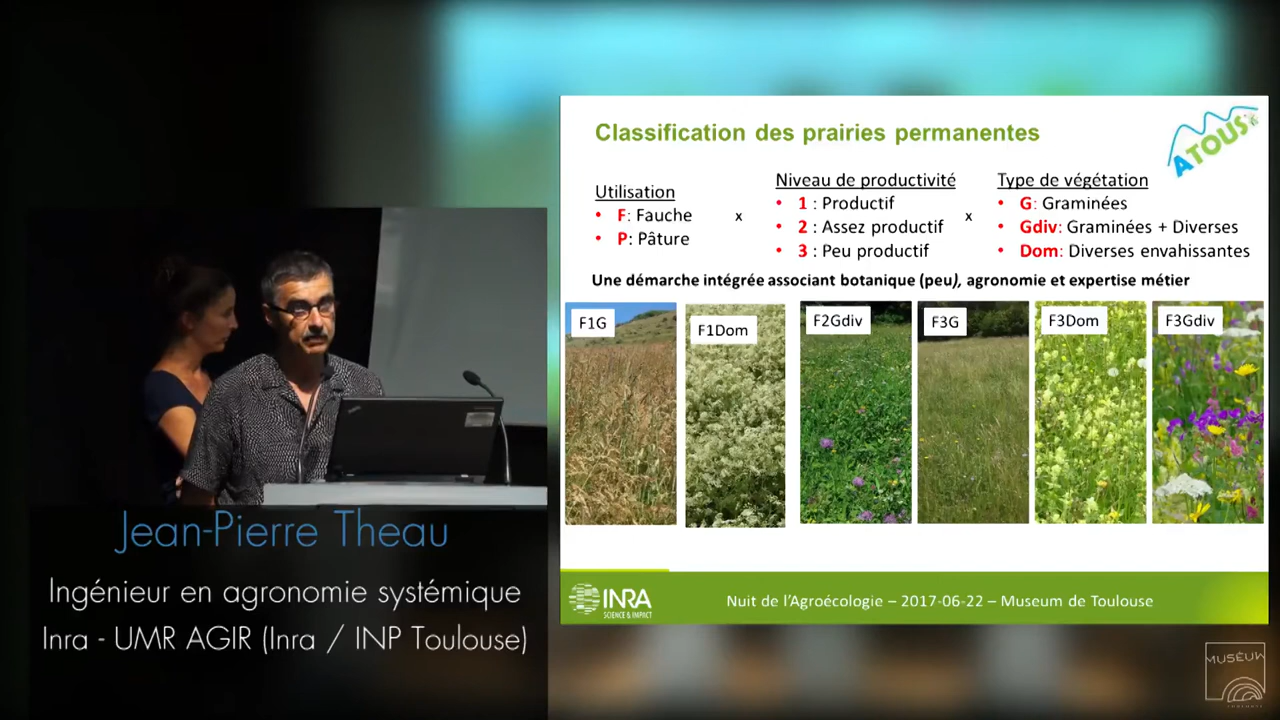 Classification des prairies permanentes
ATOUS
Utilisation
• F: Fauche
• P: Pâture
x
Niveau de productivité
• 1 : Productif
• 2 : Assez productif
• 3 : Peu productif
x
Type de végétation
• G: Graminées
• Gdiv: Graminées + Diverses
• Dom: Diverses envahissantes
Une démarche intégrée associant botanique (peu), agronomie et expertise métier
F1G
F1Dom
F2Gdiv
F3G
F3Dom
F3Gdiv
Jean-Pierre Theau
Ingénieur en agronomie systémique
Inra - UMR AGIR (Inra / INP Toulouse)
INRA
SCIENCE & IMPACT
Nuit de l’Agroécologie – 2017-06-22 – Museum de Toulouse
MUSÉUM
TOULOUSE